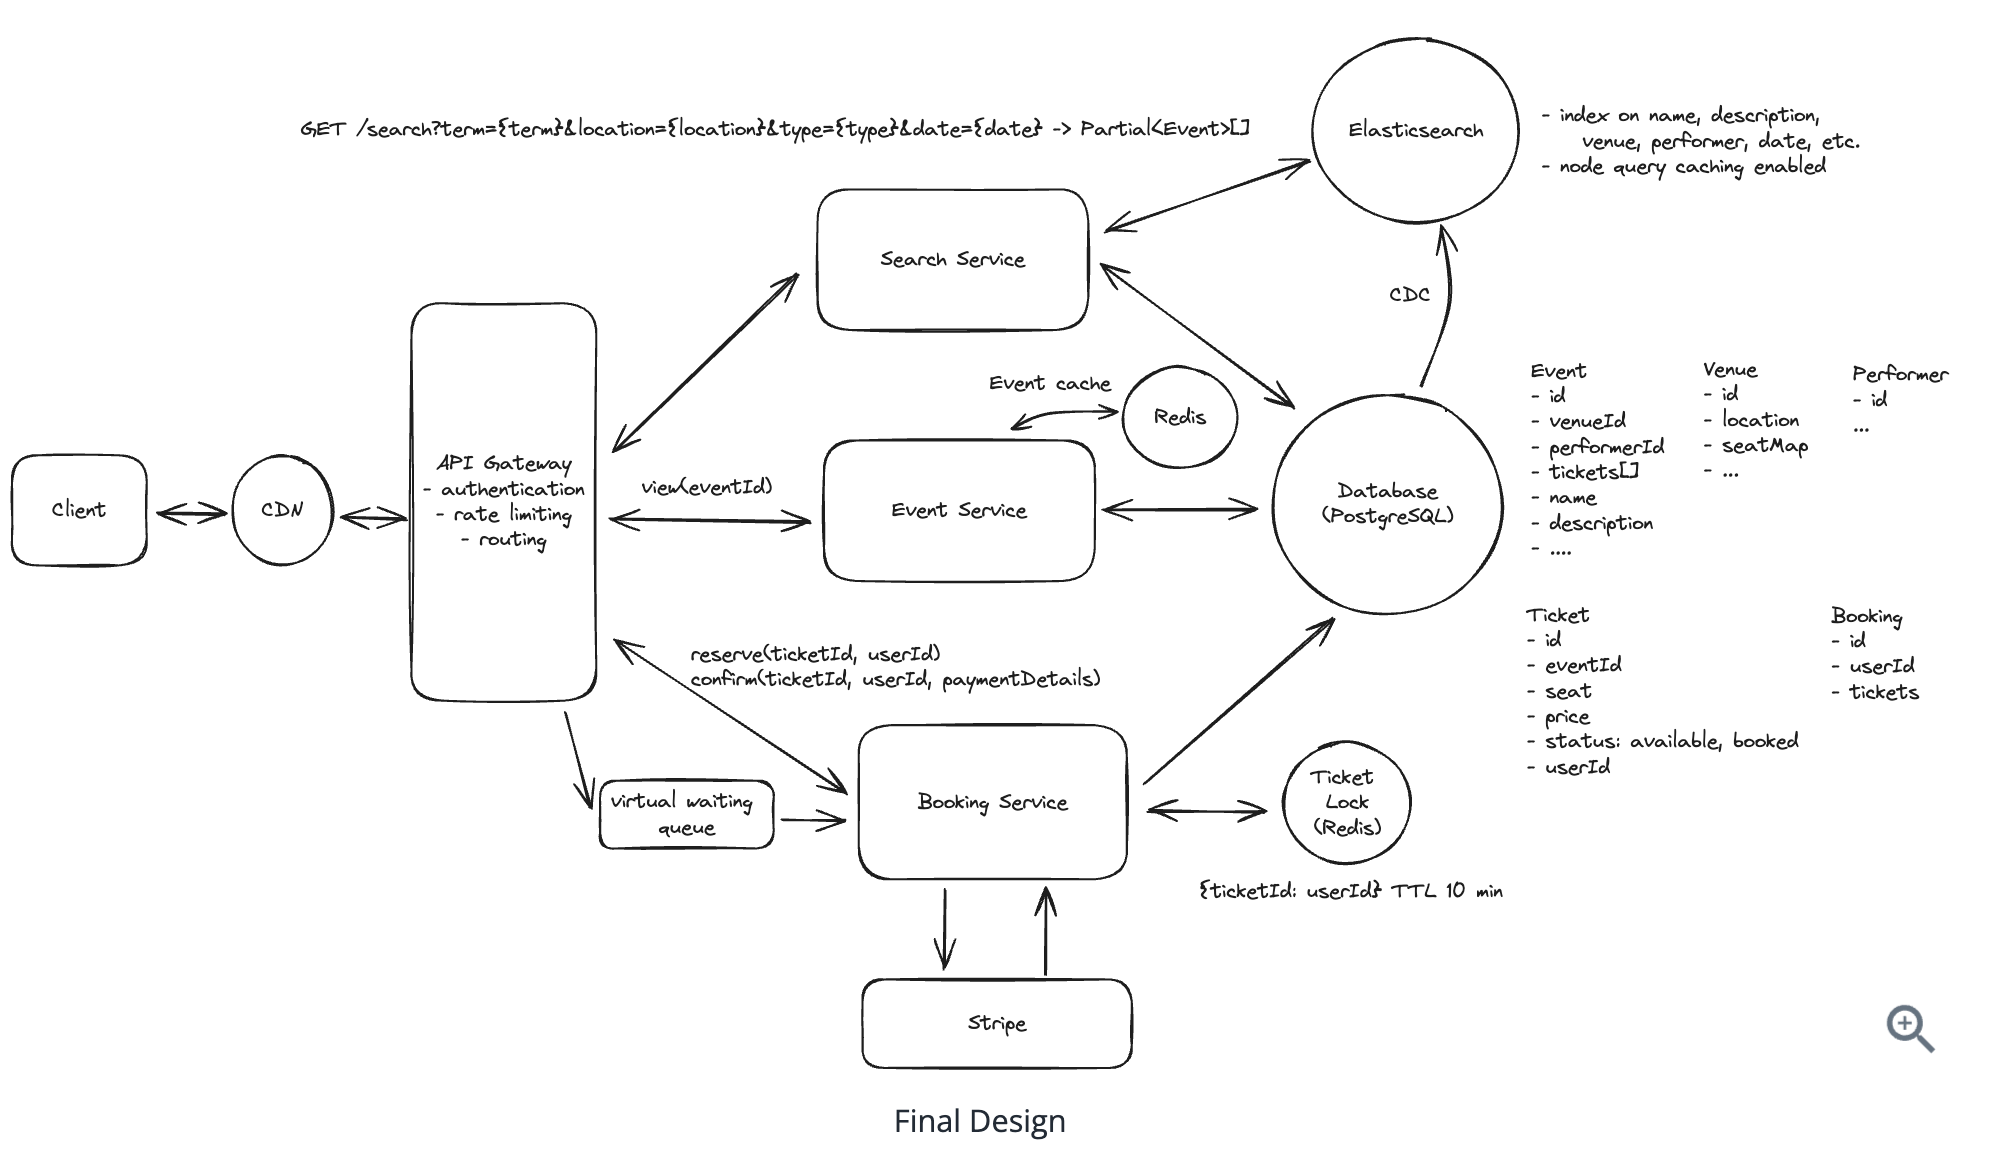 GET /search?term={term}&location={location}&type={type}&date={date} -> Partial<Event>[]
Elasticsearch
- index on name, description,
venue, performer, date, etc.
- node query caching enabled
Search Service
CDC
Event cache
Redis
Client
CDN
API Gateway
- authentication
- rate limiting
- routing
view(eventId)
Event Service
Database
(PostgreSQL)
Event
- id
- venueId
- performerId
- tickets[]
- name
- description
- ....
Venue
- id
- location
- seatMap
- ...
Performer
- id
...
reserve(ticketId, userId)
confirm(ticketId, userId, paymentDetails)
virtual waiting
queue
Booking Service
Ticket
Lock
(Redis)
{ticketId: userId} TTL 10 min
Ticket
- id
- eventId
- seat
- price
- status: available, booked
- userId
Booking
- id
- userId
- tickets
Stripe
Final Design